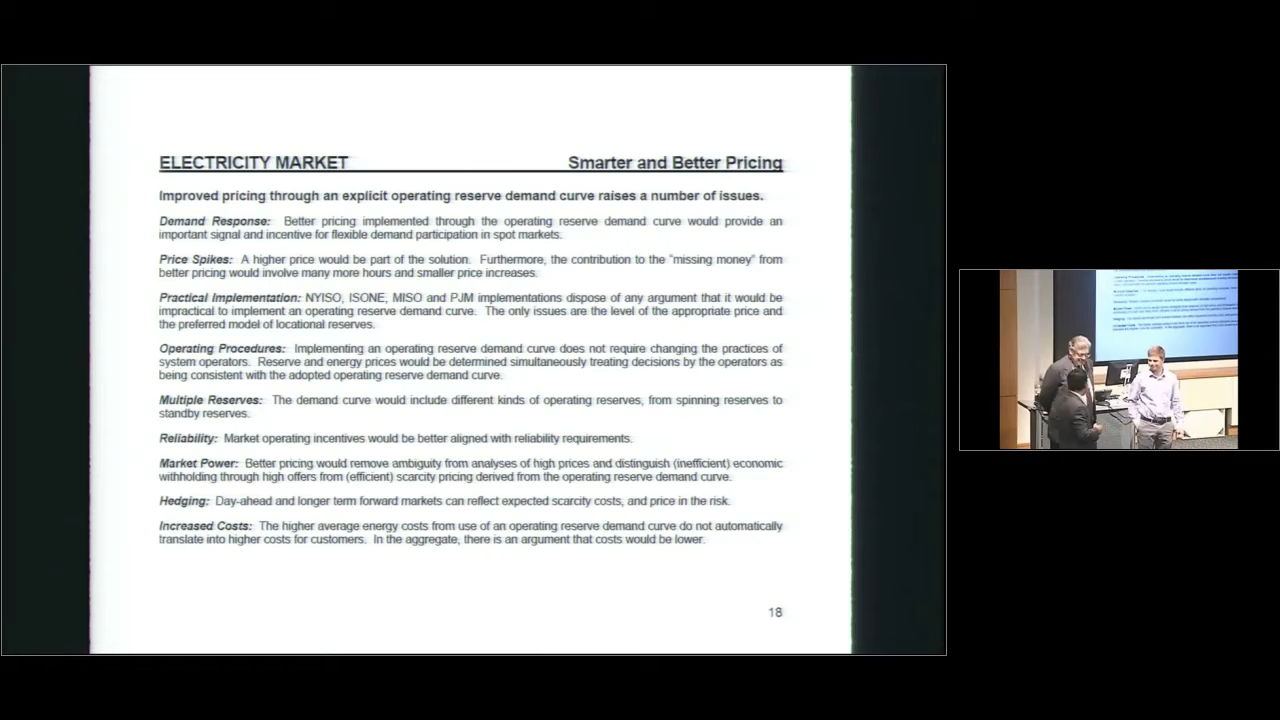 ELECTRICITY MARKET Smarter and Better Pricing
Improved pricing through an explicit operating reserve demand curve raises a number of issues.
Demand Response: Better pricing implemented through the operating reserve demand curve would provide an
important signal and incentive for flexible demand participation in spot markets.
Price Spikes: A higher price would be part of the solution. Furthermore, the contribution to the "missing money" from
better pricing would involve many more hours and smaller price increases.
Practical Implementation: NYISO, ISONE, MISO and PJM implementations dispose of any argument that it would be
impractical to implement an operating reserve demand curve. The only issues are the level of the appropriate price and
the preferred model of locational reserves.
Operating Procedures: Implementing an operating reserve demand curve does not require changing the practices of
system operators. Reserve and energy prices would be determined simultaneously treating decisions by the operators as
being consistent with the adopted operating reserve demand curve.
Multiple Reserves: The demand curve would include different kinds of operating reserves, from spinning reserves to
standby reserves.
Reliability: Market operating incentives would be better aligned with reliability requirements.
Market Power: Better pricing would remove ambiguity from analyses of high prices and distinguish (inefficient) economic
withholding through high offers from (efficient) scarcity pricing derived from the operating reserve demand curve.
Hedging: Day-ahead and longer term forward markets can reflect expected scarcity costs, and price in the risk.
Increased Costs: The higher average energy costs from use of an operating reserve demand curve do not automatically
translate into higher costs for customers. In the aggregate, there is an argument that costs would be lower.
18